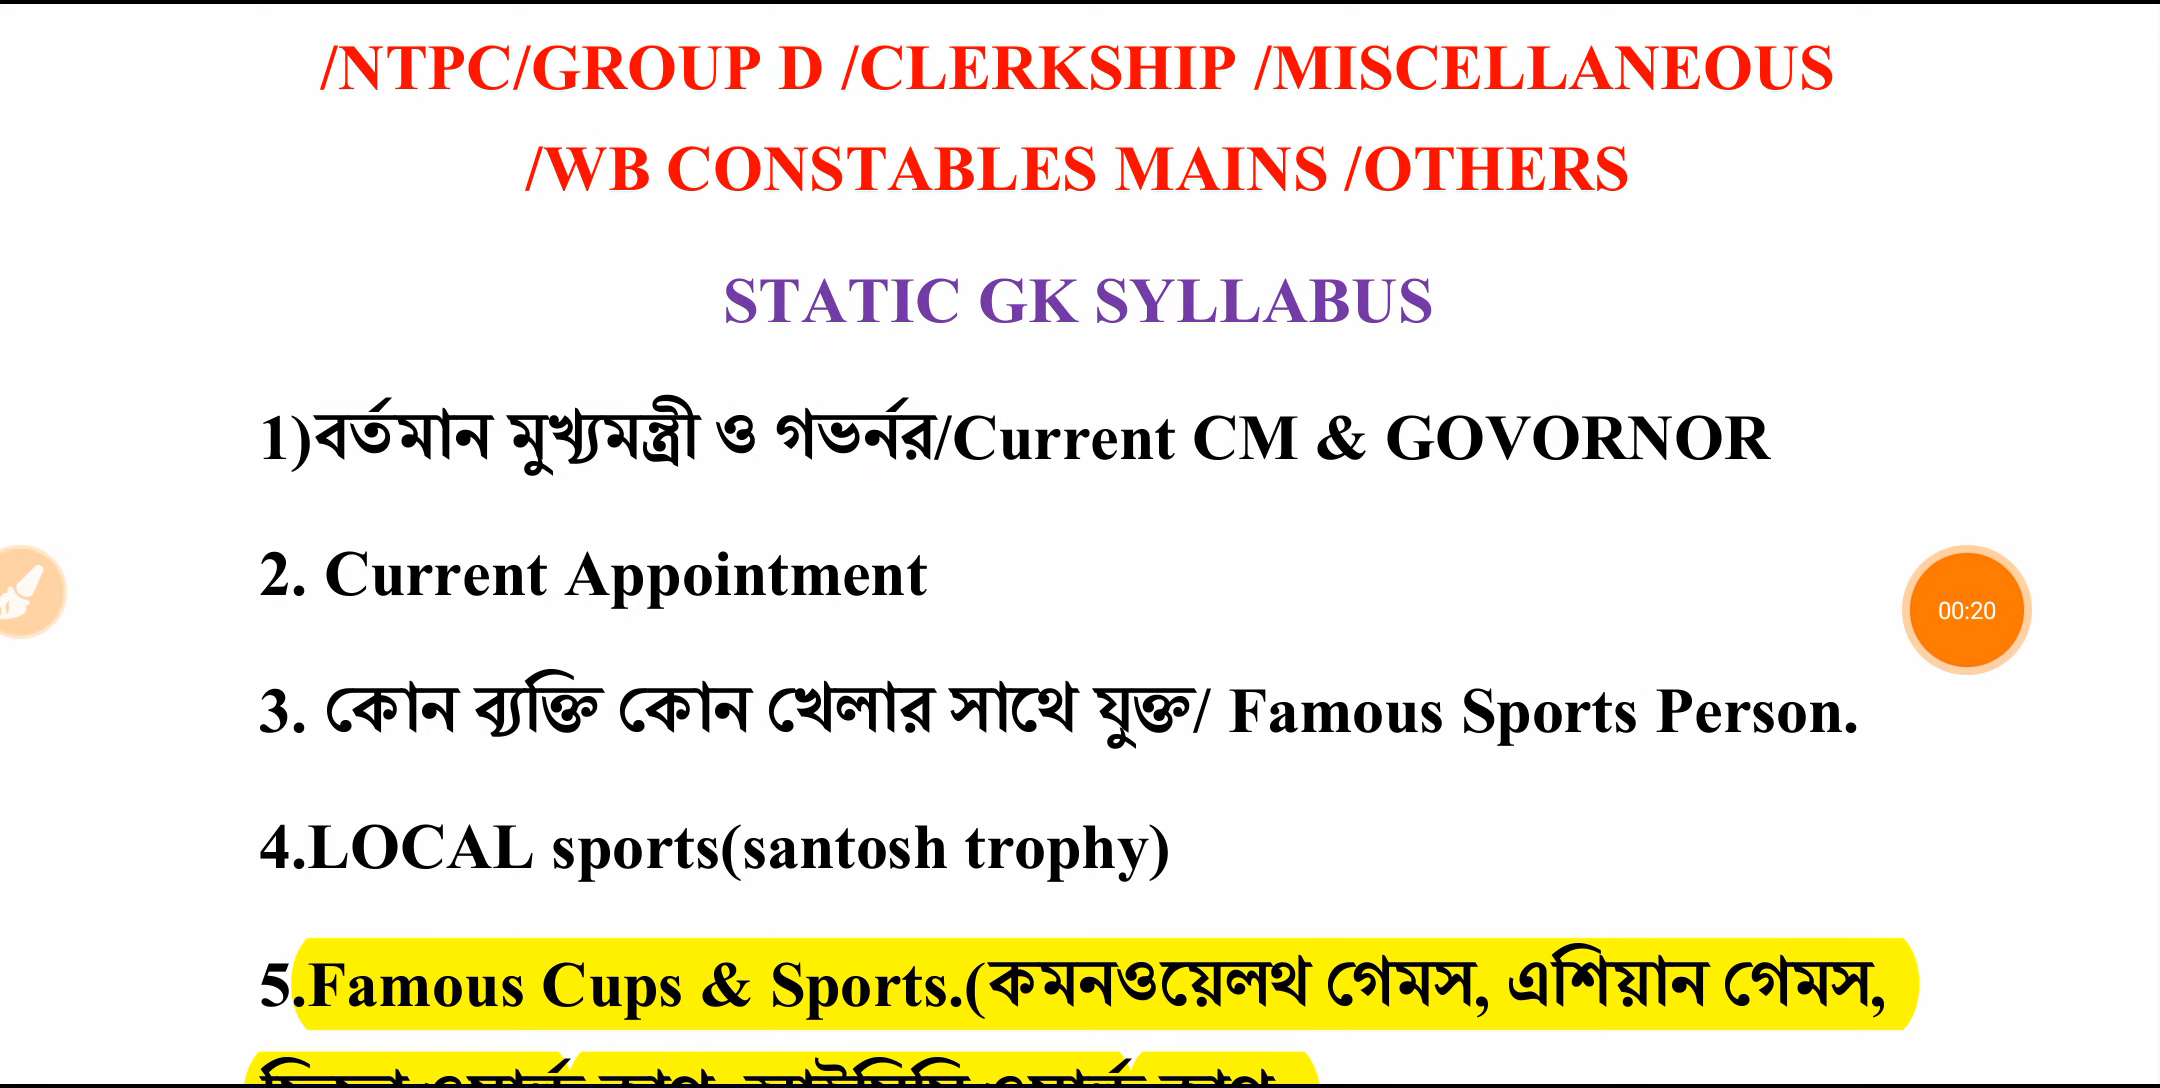 /NTPC/GROUP D /CLERKSHIP /MISCELLANEOUS
/WB CONSTABLES MAINS /OTHERS
STATIC GK SYLLABUS
1)বর্তমান মুখ্যমন্ত্রী ও গভর্নর/Current CM & GOVORNOR
2. Current Appointment
00:20
3. কোন ব্যক্তি কোন খেলার সাথে যুক্ত/ Famous Sports Person.
4.LOCAL sports(santosh trophy)
5.Famous Cups & Sports.(কমনওয়েলথ গেমস, এশিয়ান গেমস,